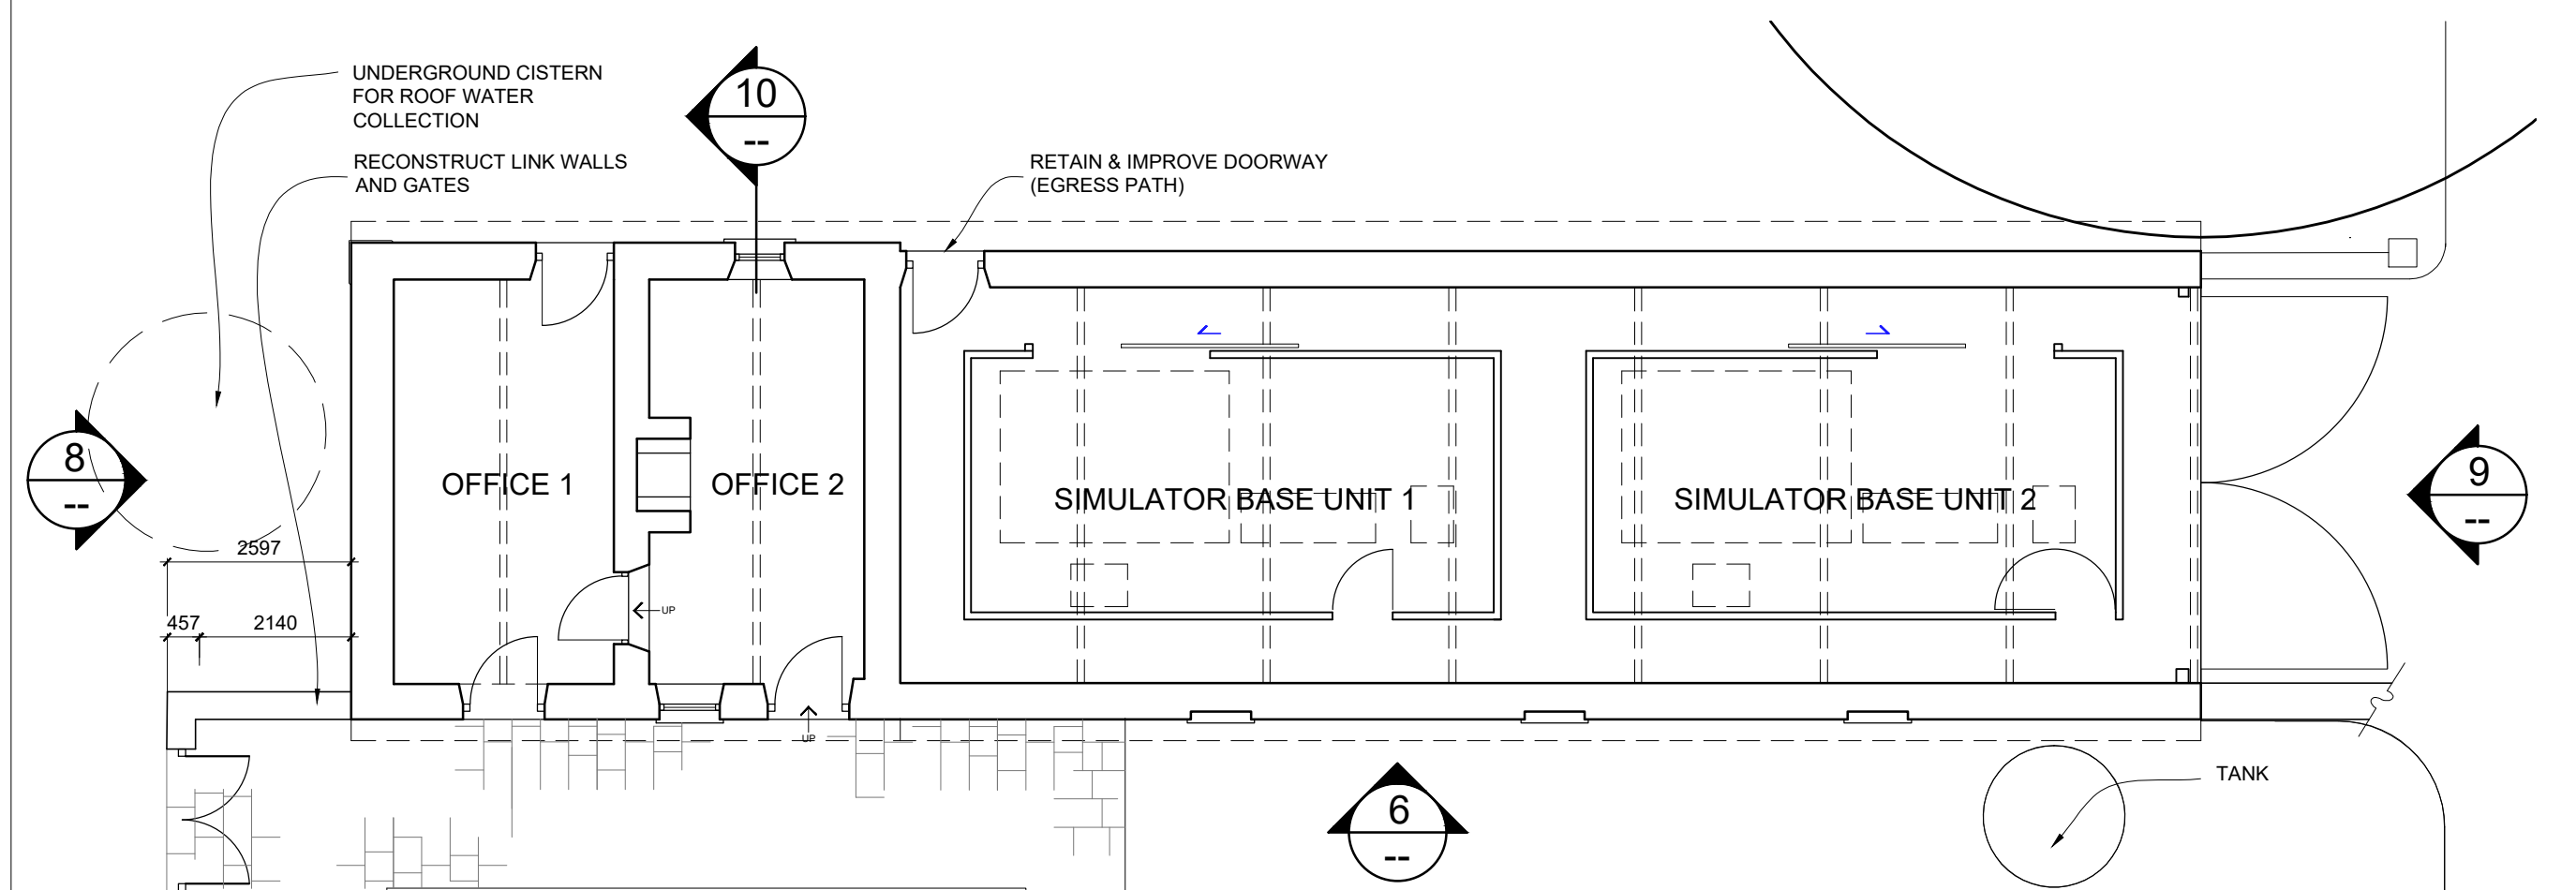 UNDERGROUND CISTERN
FOR ROOF WATER
COLLECTION
10
--
RECONSTRUCT LINK WALLS
AND GATES
RETAIN & IMPROVE DOORWAY
(EGRESS PATH)
8
--
OFFICE 1
OFFICE 2
SIMULATOR BASE UNIT 1
SIMULATOR BASE UNIT 2
9
--
2597
457
2140
UP
UP
TANK
6
--